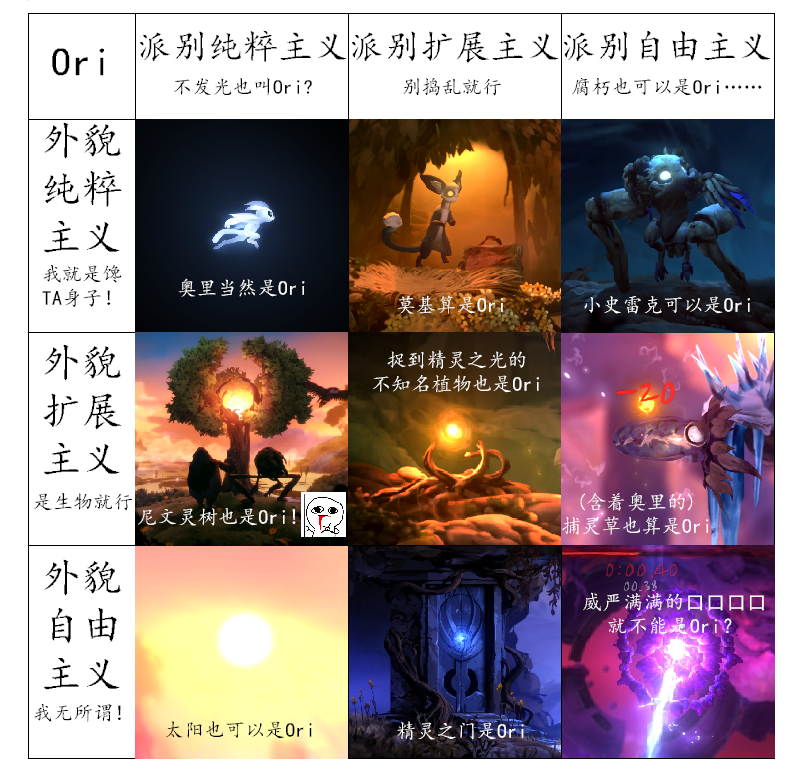 Ori
派别纯粹主义
不发光也叫Ori?
派别扩展主义
别捣乱就行
派别自由主义
腐朽也可以是Ori……
外貌
纯粹
主义
我就是馋
TA身子!
奥里当然是Ori
莫基算是Ori
小史雷克可以是Ori
外貌
扩展
主义
是生物就行
尼文灵树也是Ori!
捉到精灵之光的
不知名植物也是Ori
-20
(含着奥里的)
捕灵草也算是Ori
外貌
自由
主义
我无所谓!
太阳也可以是Ori
精灵之门是Ori
0:00.40
00.38
威严满满的口口口口
就不能是Ori?